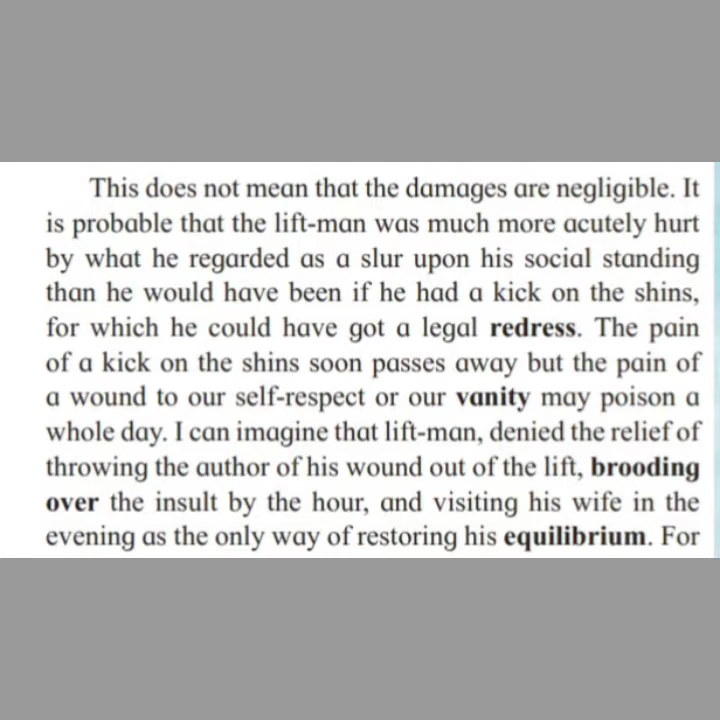 This does not mean that the damages are negligible. It
is probable that the lift-man was much more acutely hurt
by what he regarded as a slur upon his social standing
than he would have been if he had a kick on the shins,
for which he could have got a legal redress. The pain
of a kick on the shins soon passes away but the pain of
a wound to our self-respect or our vanity may poison a
whole day. I can imagine that lift-man, denied the relief of
throwing the author of his wound out of the lift, brooding
over the insult by the hour, and visiting his wife in the
evening as the only way of restoring his equilibrium. For